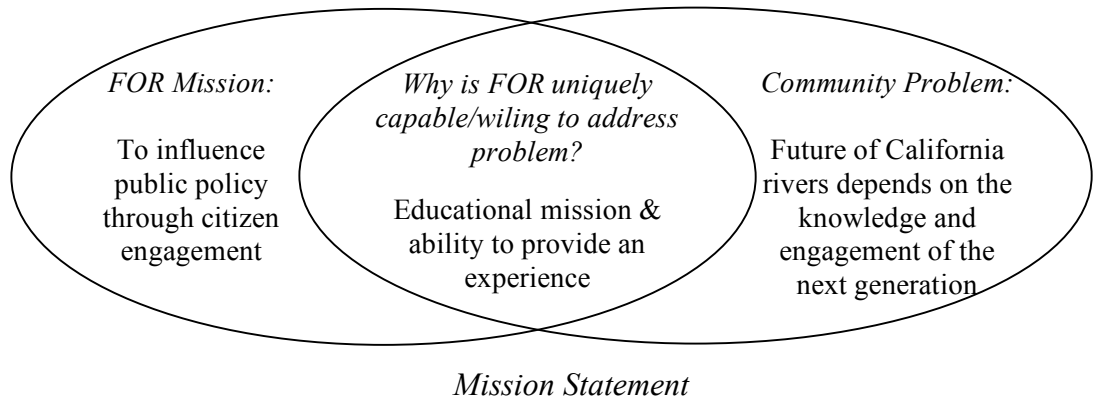 FOR Mission:
To influence
public policy
through citizen
engagement
Why is FOR uniquely
capable/wiling to address
problem?
Educational mission &
ability to provide an
experience
Community Problem:
Future of California
rivers depends on the
knowledge and
engagement of the
next generation
Mission Statement